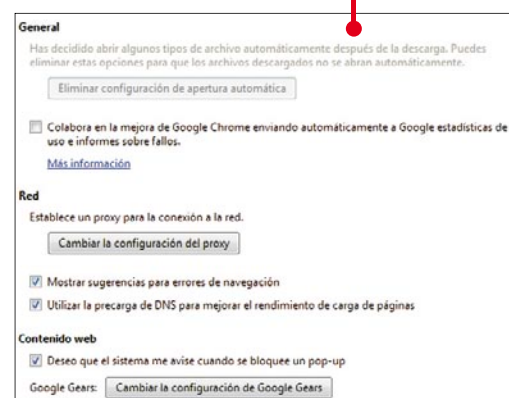 General
Has decidido abrir algunos tipos de archivo automáticamente después de la descarga. Puedes
eliminar estas opciones para que los archivos descargados no se abran automáticamente.
Eliminar configuración de apertura automática
Colabora en la mejora de Google Chrome enviando automáticamente a Google estadísticas de
uso e informes sobre fallos.
Más información
Red
Establece un proxy para la conexión a la red.
Cambiar la configuración del proxy
Mostrar sugerencias para errores de navegación
Utilizar la precarga de DNS para mejorar el rendimiento de carga de páginas
Contenido web
Deseo que el sistema me avise cuando se bloquee un pop-up
Google Gears: Cambiar la configuración de Google Gears